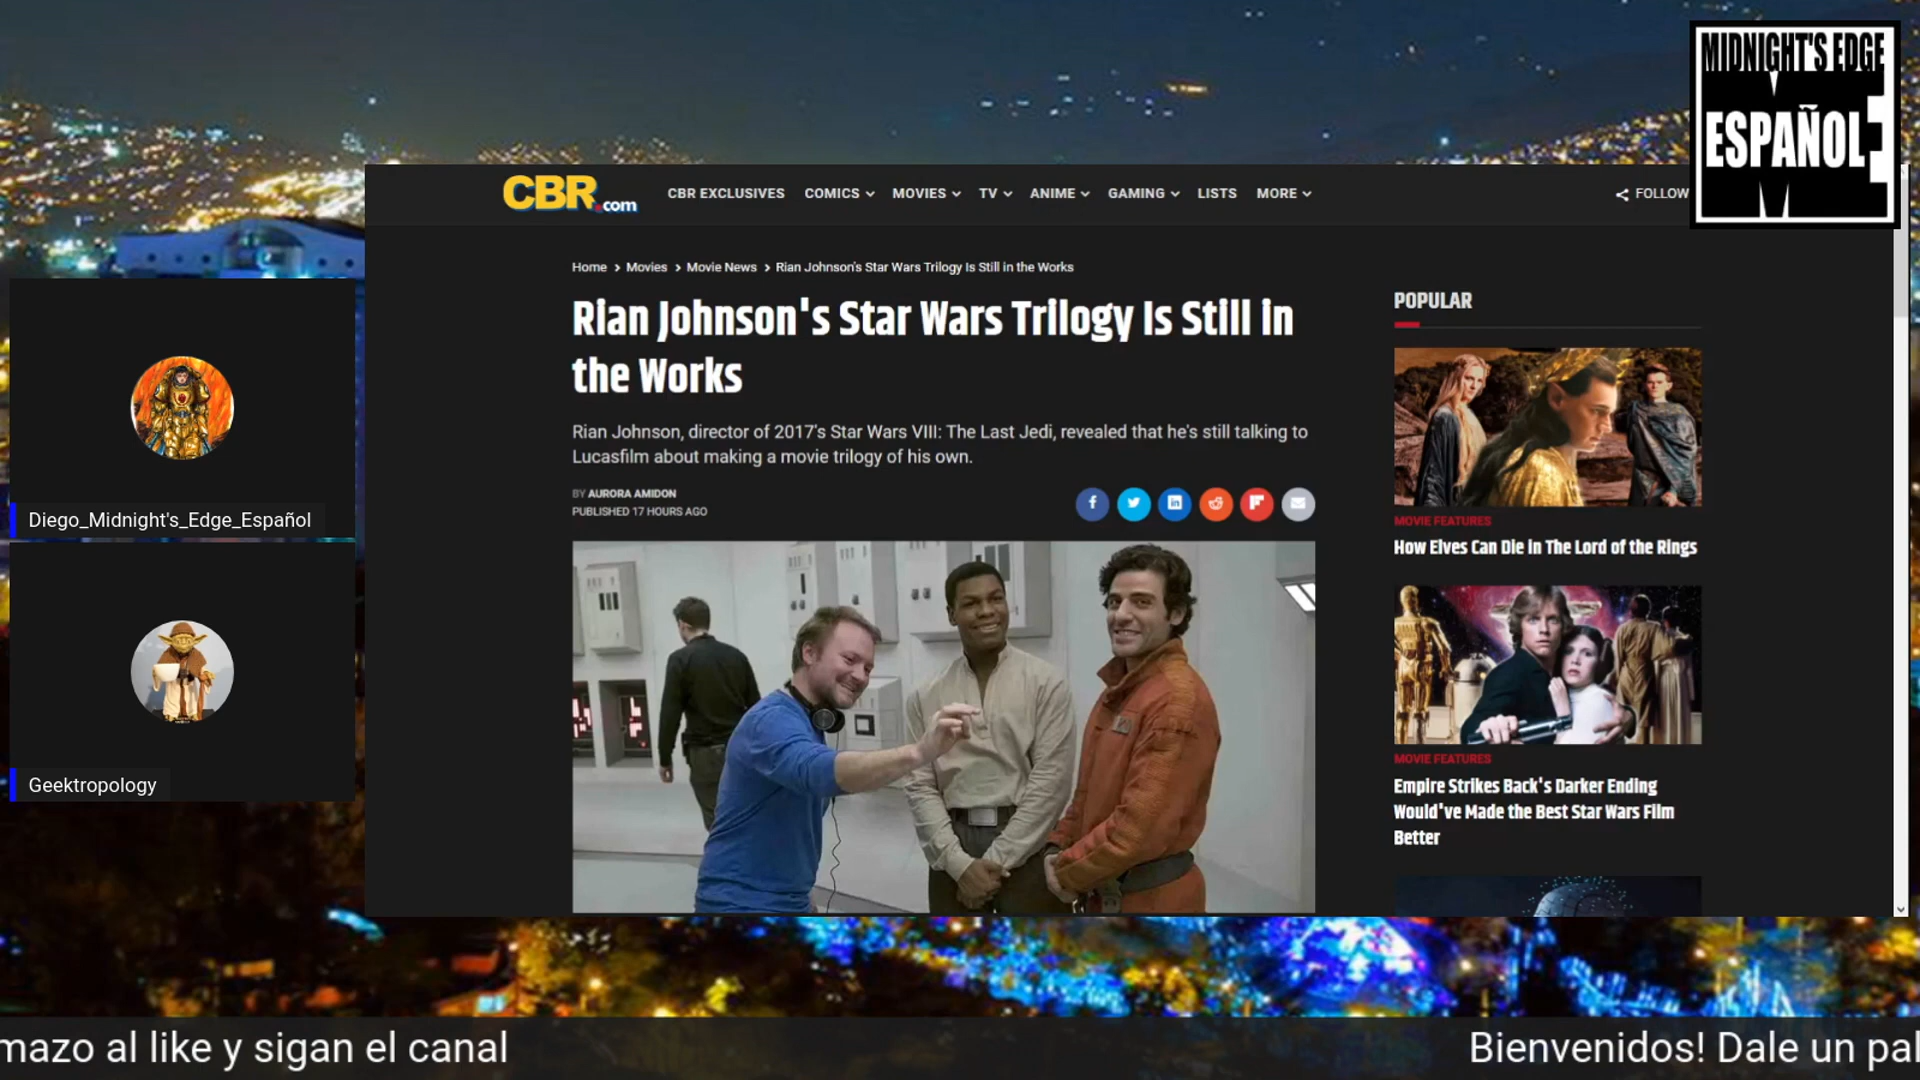 MIDNIGHT'S EDGE
ESPAÑOL
CBR.com
CBR EXCLUSIVES COMICS MOVIES TV ANIME GAMING LISTS MORE FOLLOW
Home > Movies > Movie News > Rian Johnson's Star Wars Trilogy Is Still in the Works
Rian Johnson's Star Wars Trilogy Is Still in
the Works
Rian Johnson, director of 2017's Star Wars VIII: The Last Jedi, revealed that he's still talking to
Lucasfilm about making a movie trilogy of his own.
BY AURORA AMIDON
PUBLISHED 17 HOURS AGO
POPULAR
MOVIE FEATURES
How Elves Can Die in The Lord of the Rings
MOVIE FEATURES
Empire Strikes Back's Darker Ending
Would've Made the Best Star Wars Film
Better
Diego_Midnight's_Edge_Español
Geektropology
mazo al like y sigan el canal
Bienvenidos! Dale un pal